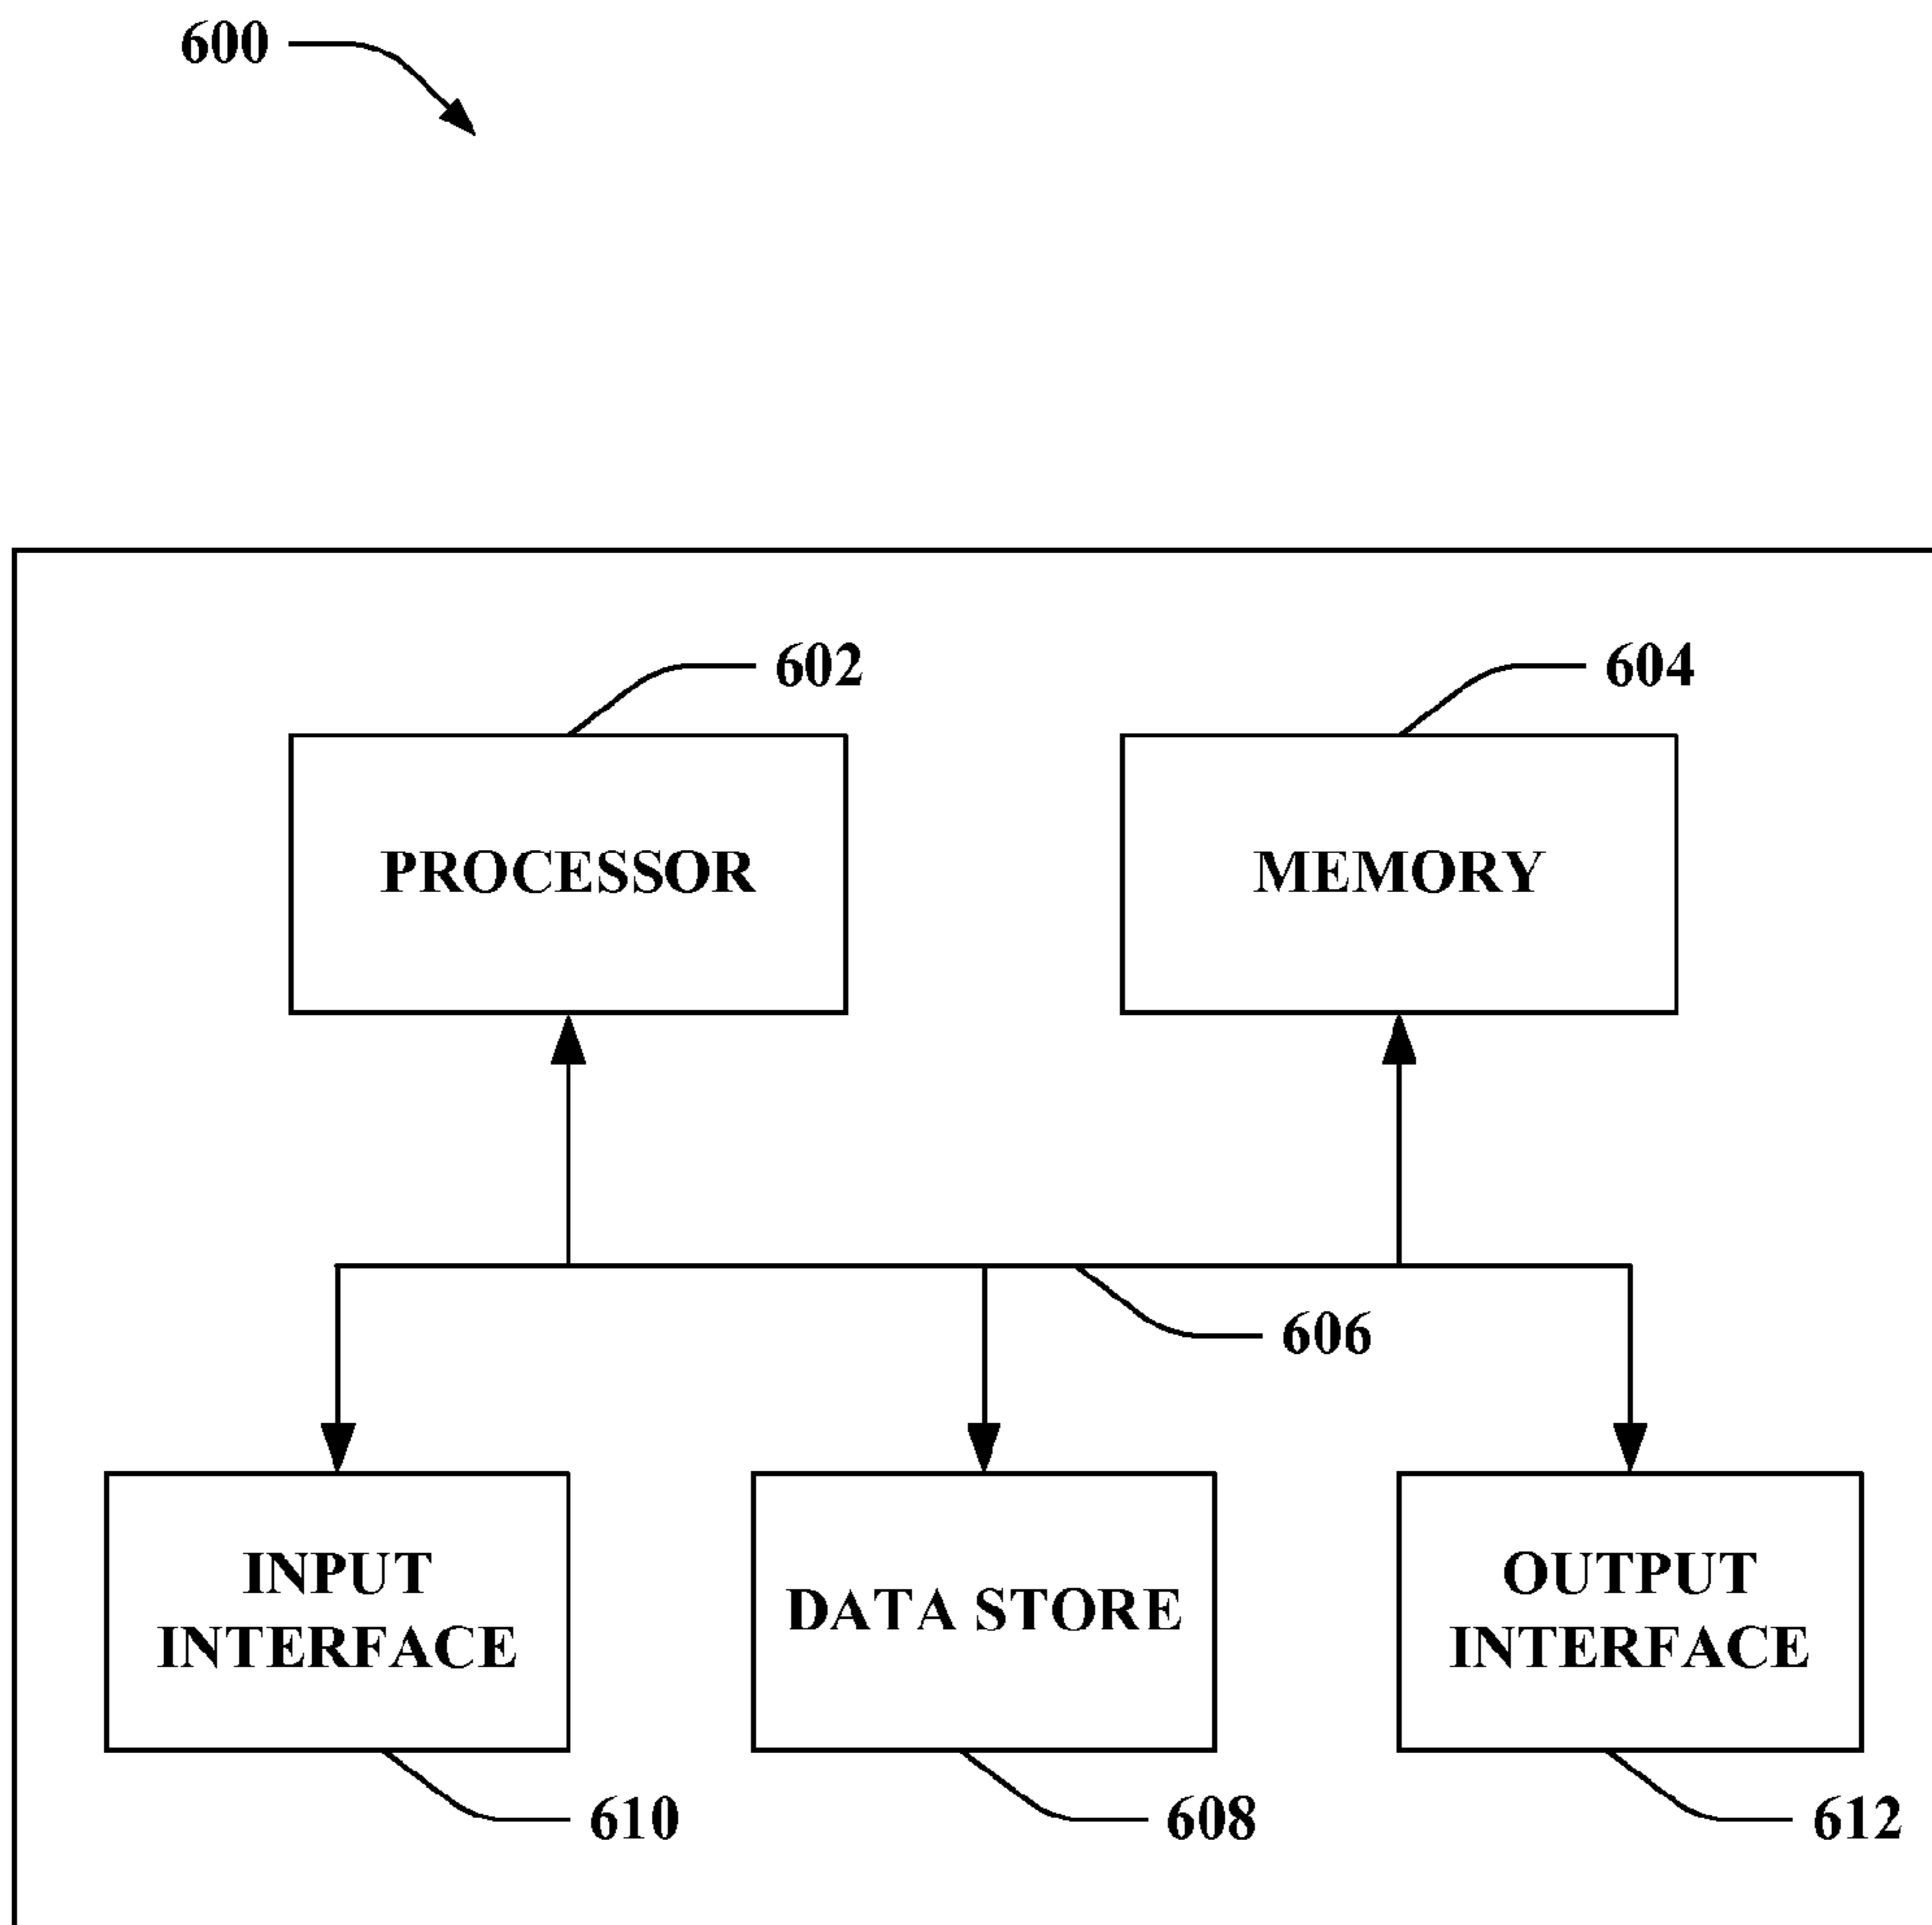 600
602
604
PROCESSOR
MEMORY
606
INPUT
INTERFACE
DATA STORE
OUTPUT
INTERFACE
610
608
612